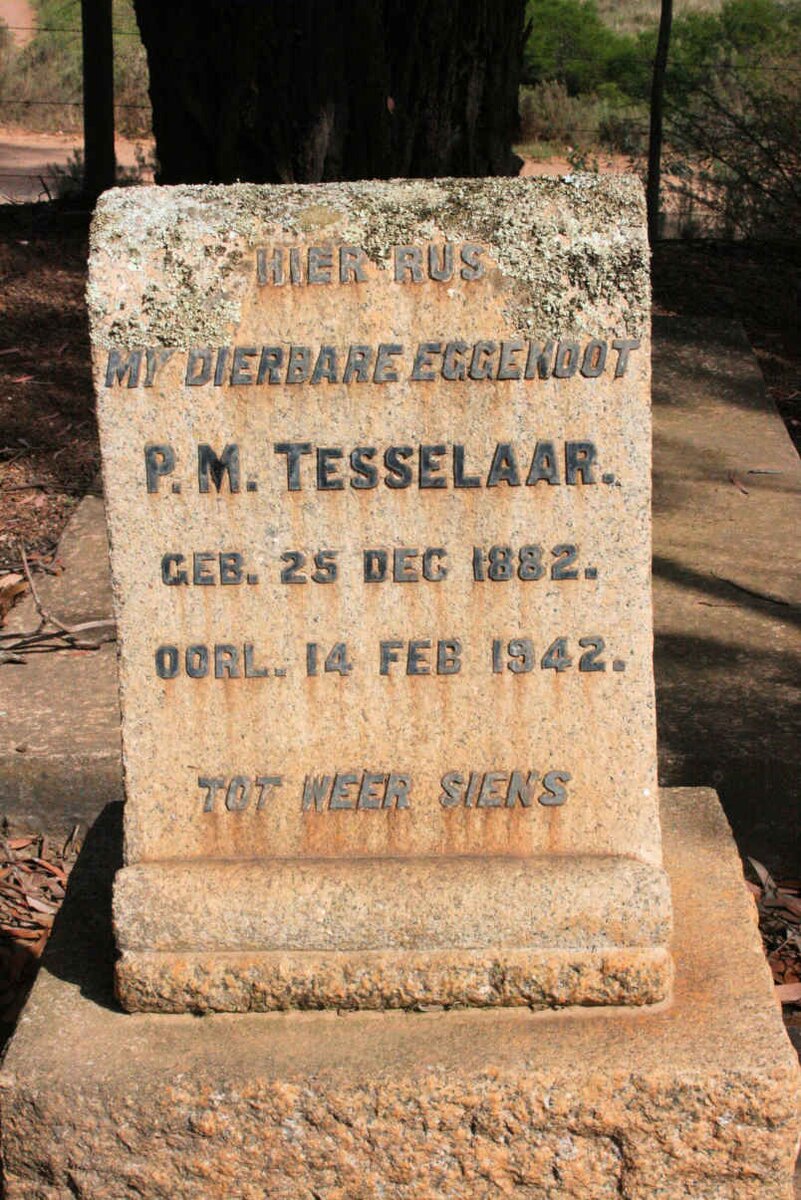 HIER RUS
MY DIERBARE EGGENOOT
P. M. TESSELAAR.
GEB. 25 DEC 1882.
OORL. 14 FEB 1942.
TOT WEER SIENS